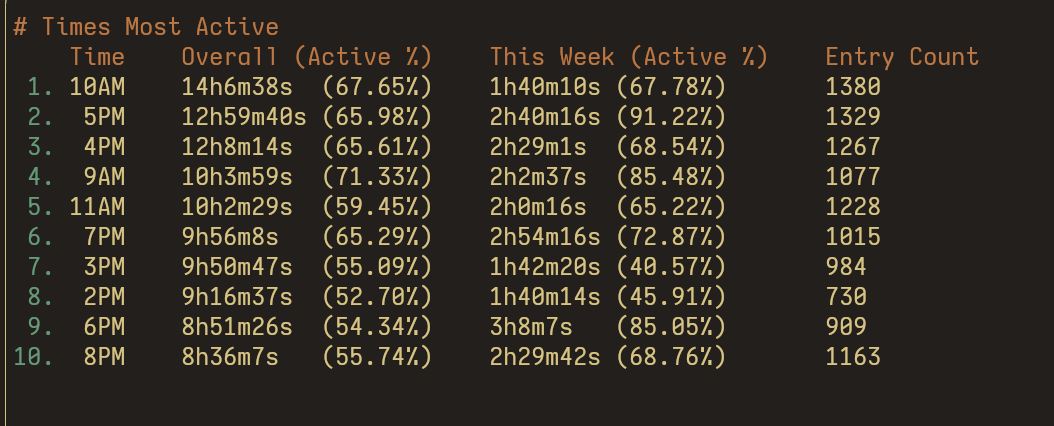 # Times Most Active
Time Overall (Active %) This Week (Active %) Entry Count
1. 10AM 14h6m38s (67.65%) 1h40m10s (67.78%) 1380
2. 5PM 12h59m40s (65.98%) 2h40m16s (91.22%) 1329
3. 4PM 12h8m14s (65.61%) 2h29m1s (68.54%) 1267
4. 9AM 10h3m59s (71.33%) 2h2m37s (85.48%) 1077
5. 11AM 10h2m29s (59.45%) 2h0m16s (65.22%) 1228
6. 7PM 9h56m8s (65.29%) 2h54m16s (72.87%) 1015
7. 3PM 9h50m47s (55.09%) 1h42m20s (40.57%) 984
8. 2PM 9h16m37s (52.70%) 1h40m14s (45.91%) 730
9. 6PM 8h51m26s (54.34%) 3h8m7s (85.05%) 909
10. 8PM 8h36m7s (55.74%) 2h29m42s (68.76%) 1163